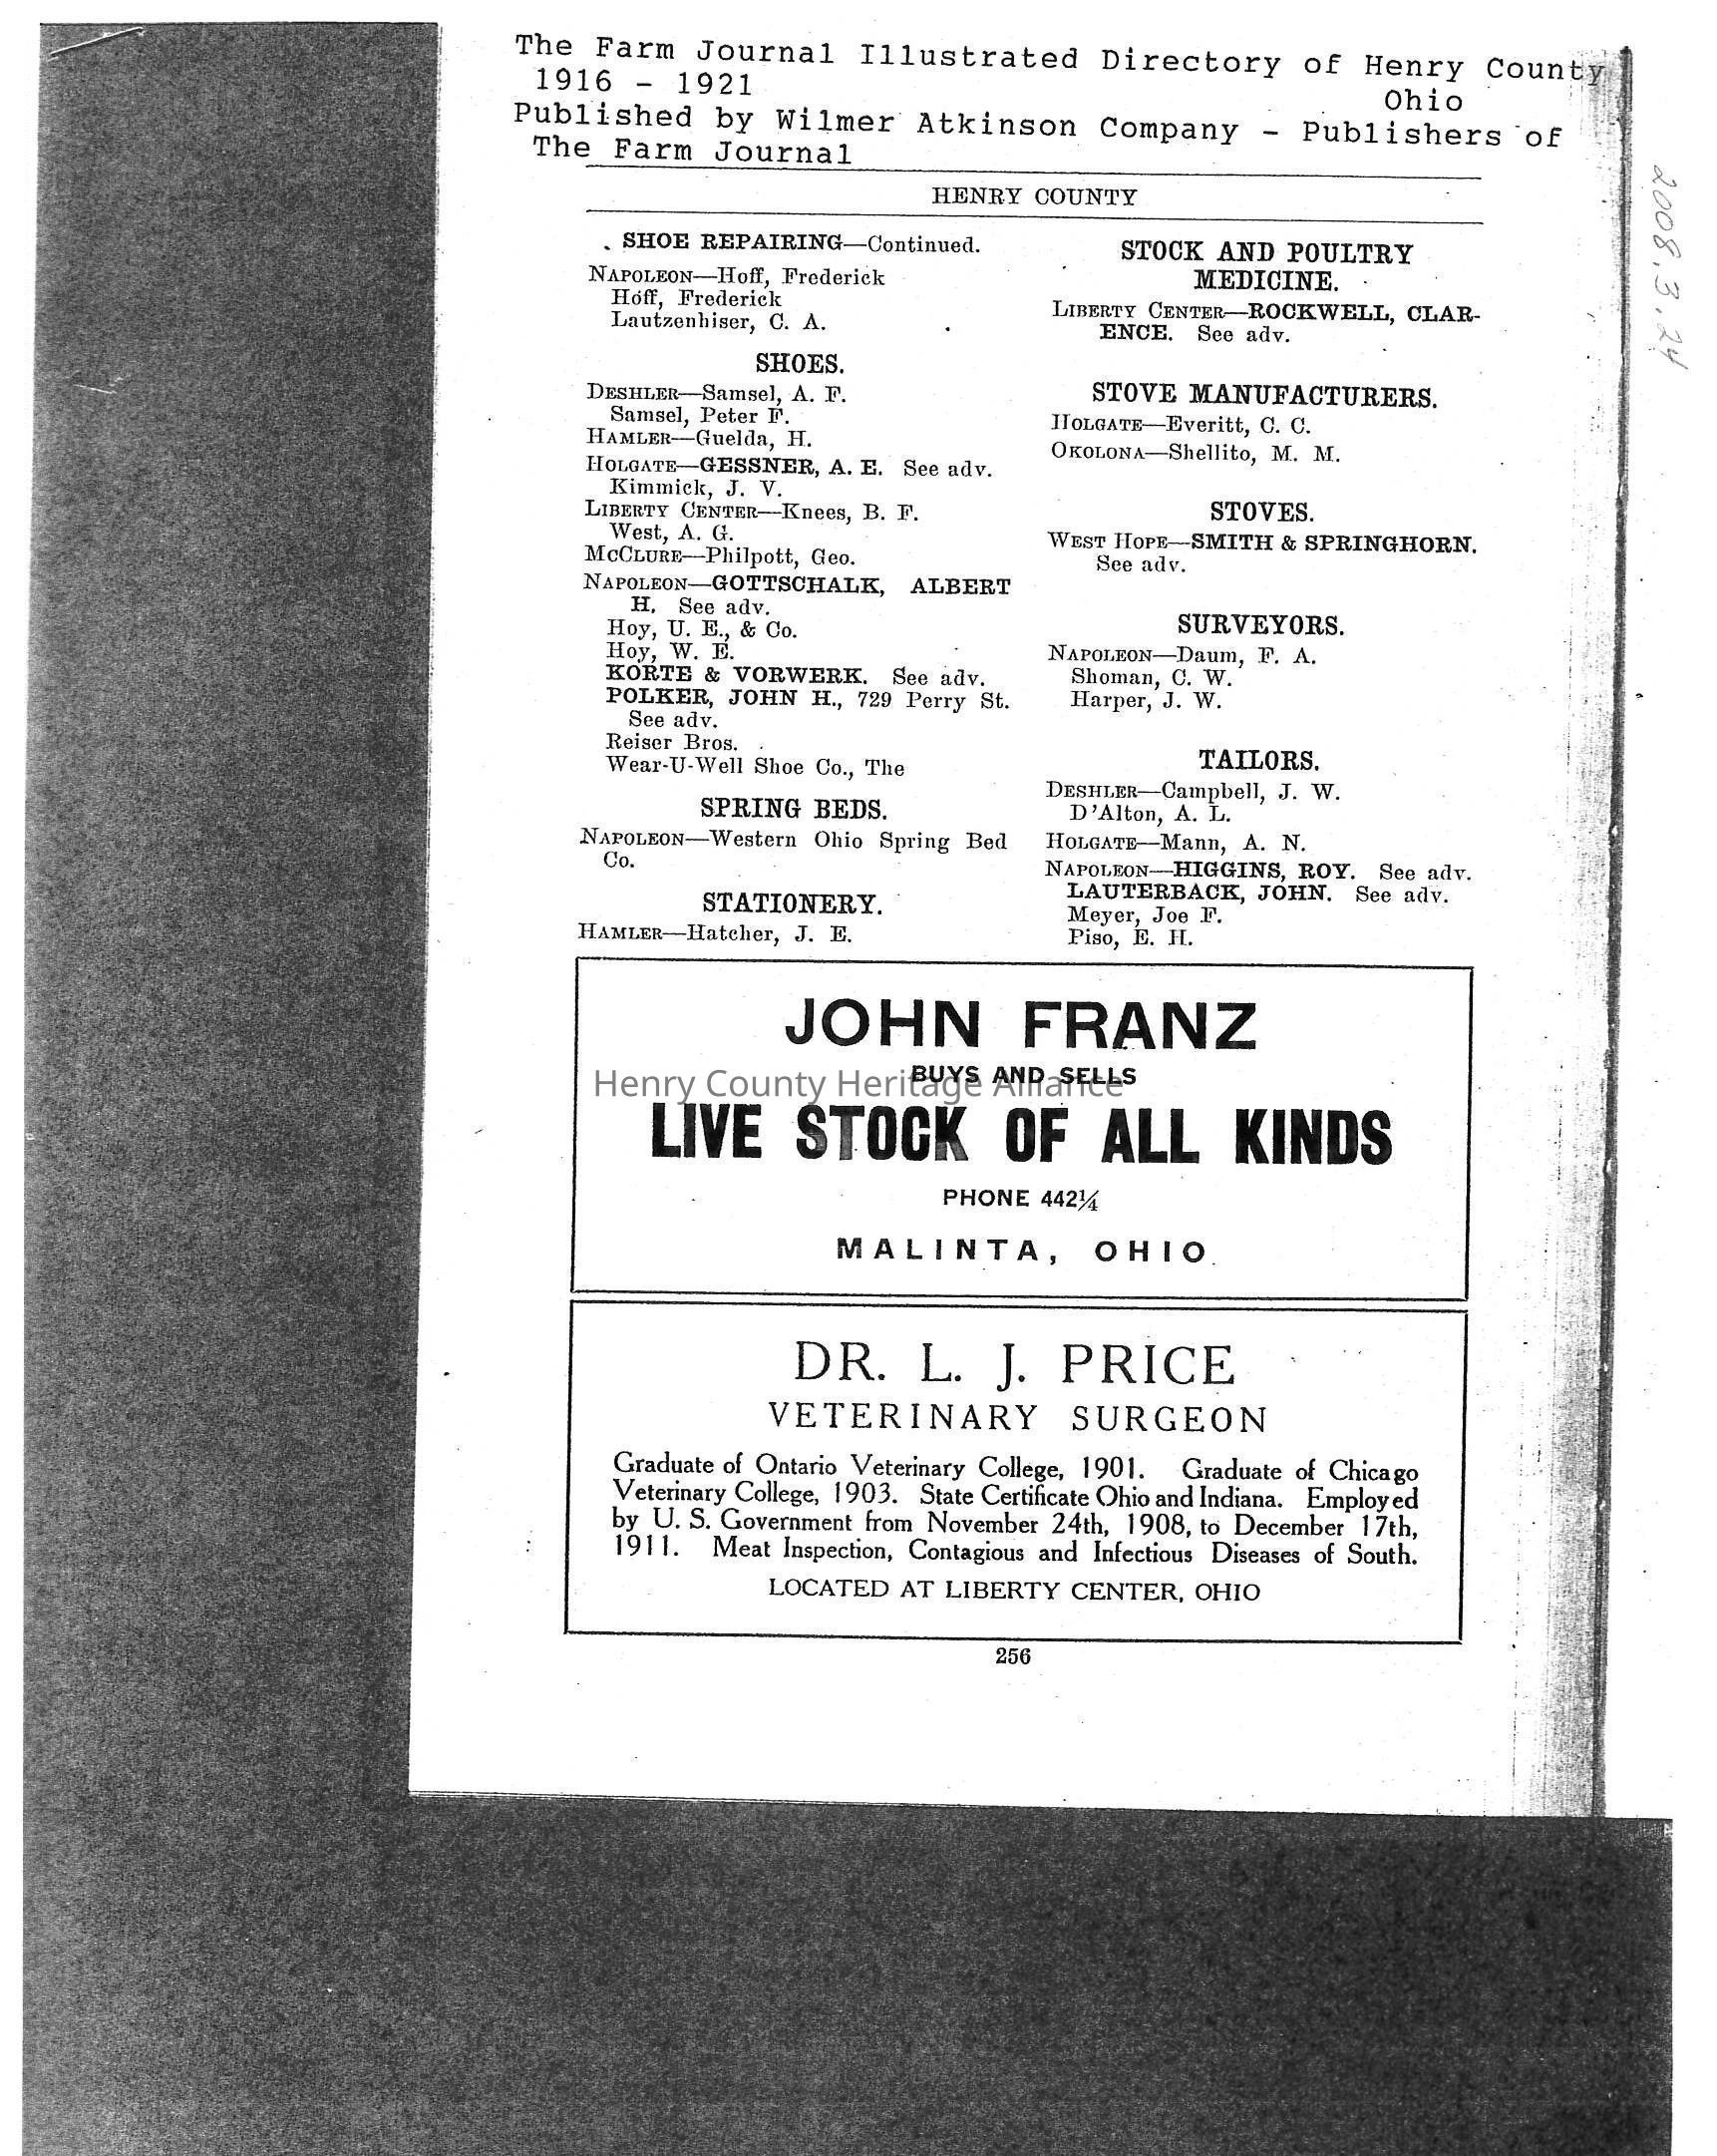 The Farm Journal Illustrated Directory of Henry County
1916 - 1921
Ohio
Published by Wilmer Atkinson Company - Publishers of
The Farm Journal
HENRY COUNTY
SHOE REPAIRING—Continued.
NAPOLEON—Hoff, Frederick
Hoff, Frederick
Lautzenhiser, C. A.
SHOES.
DESHLER—Samsel, A. F.
Samsel, Peter F.
HAMLER—Guelda, H.
HOLGATE—GESSNER, A. E. See adv.
Kimmick, J. V.
LIBERTY CENTER—Knees, B. F.
West, A. G.
MCCLURE—Philpott, Geo.
NAPOLEON—GOTTSCHALK, ALBERT
H. See adv.
Hoy, U. E., & Co.
Hoy, W. E.
KORTE & VORWERK. See adv.
POLKER, JOHN H., 729 Perry St.
See adv.
Reiser Bros.
Wear-U-Well Shoe Co., The
SPRING BEDS.
NAPOLEON—Western Ohio Spring Bed
Co.
STATIONERY.
HAMLER—Hatcher, J. E.
STOCK AND POULTRY
MEDICINE.
LIBERTY CENTER—ROCKWELL, CLAR-
ENCE. See adv.
STOVE MANUFACTURERS.
HOLGATE—Everitt, C. C.
OKOLONA—Shellito, M. M.
STOVES.
WEST HOPE—SMITH & SPRINGHORN.
See adv.
SURVEYORS.
NAPOLEON—Daum, F. A.
Shoman, C. W.
Harper, J. W.
TAILORS.
DESHLER—Campbell, J. W.
D'Alton, A. L.
HOLGATE—Mann, A. N.
NAPOLEON—HIGGINS, ROY. See adv.
LAUTERBACK, JOHN. See adv.
Meyer, Joe F.
Piso, E. H.
JOHN FRANZ
BUYS AND SELLS
Henry County Heritage Alliance
LIVE STOCK OF ALL KINDS
PHONE 442¼
MALINTA, OHIO
DR. L. J. PRICE
VETERINARY SURGEON
Graduate of Ontario Veterinary College, 1901. Graduate of Chicago
Veterinary College, 1903. State Certificate Ohio and Indiana. Employed
by U. S. Government from November 24th, 1908, to December 17th,
1911. Meat Inspection, Contagious and Infectious Diseases of South.
LOCATED AT LIBERTY CENTER, OHIO
256
2008.3.24